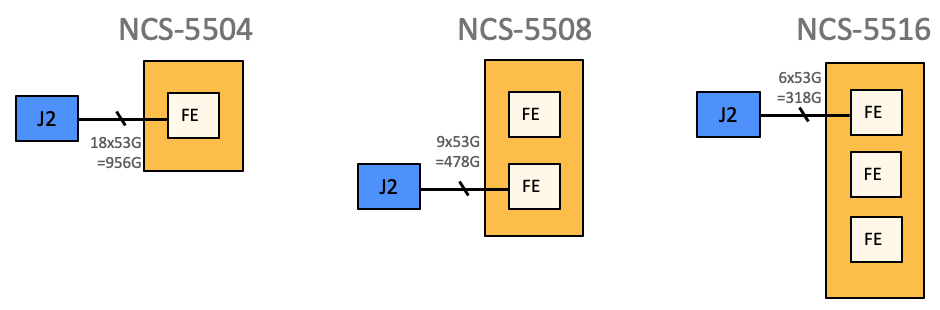 NCS-5504
J2
18x53G
=956G
FE
NCS-5508
FE
9x53G
=478G
J2
FE
NCS-5516
6x53G
=318G
J2
FE
FE
FE